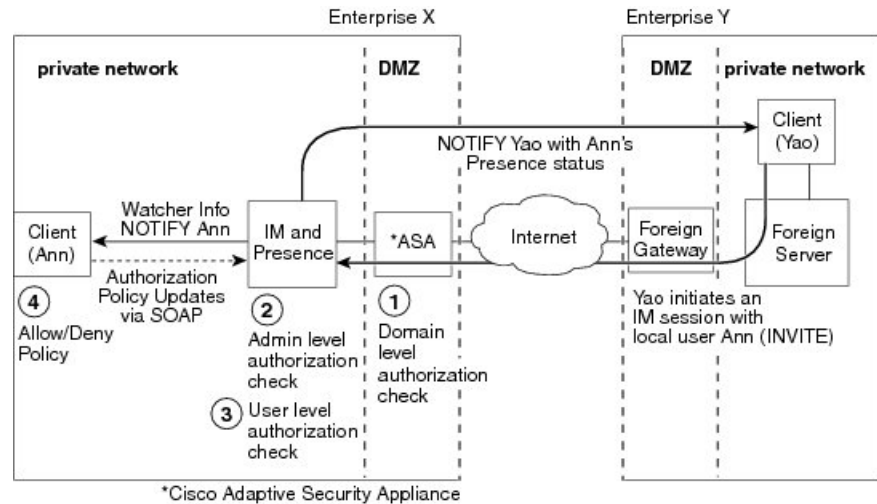 Enterprise X
Enterprise Y
private network
DMZ
DMZ
private network
Client
(Yao)
NOTIFY Yao with Ann's
Presence status
Watcher Info
NOTIFY Ann
Client
(Ann)
IM and
Presence
*ASA
Internet
Foreign
Gateway
Foreign
Server
Authorization
Policy Updates
via SOAP
4
Allow/Deny
Policy
2
Admin level
authorization
check
3
User level
authorization
check
1
Domain
level
authorization
check
Yao initiates an
IM session with
local user Ann (INVITE)
*Cisco Adaptive Security Appliance